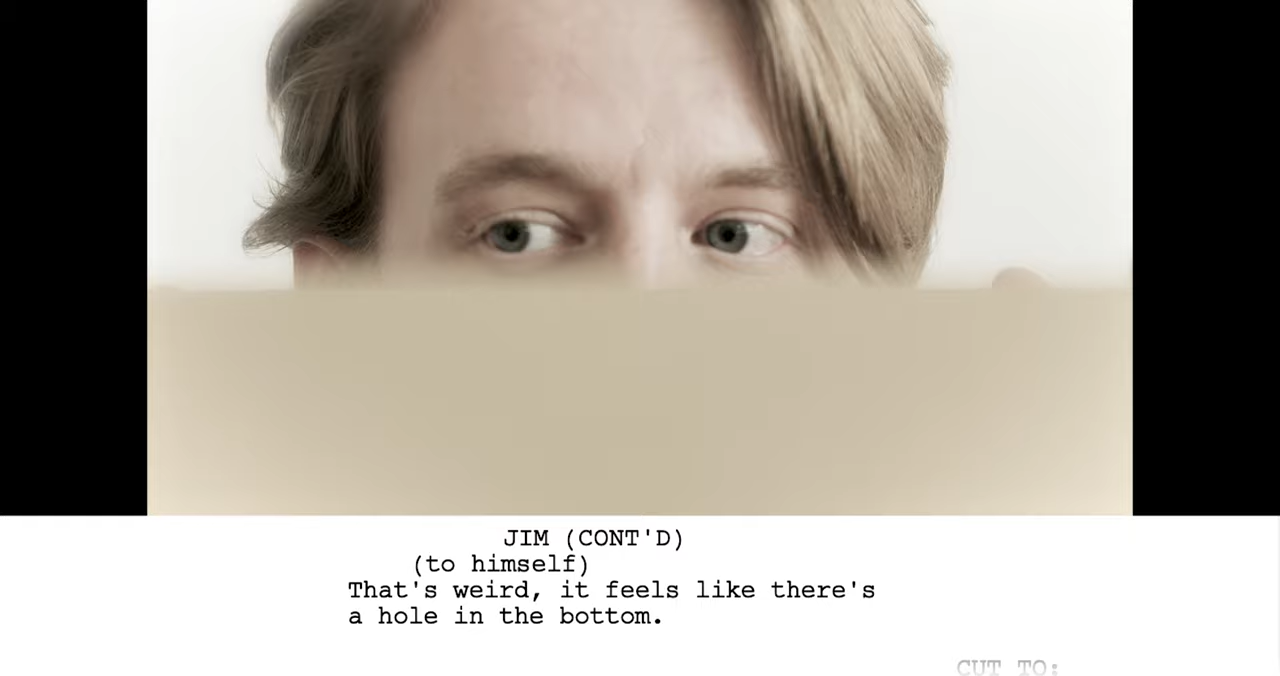 JIM (CONT'D)
(to himself)
That's weird, it feels like there's
a hole in the bottom.
CUT TO: